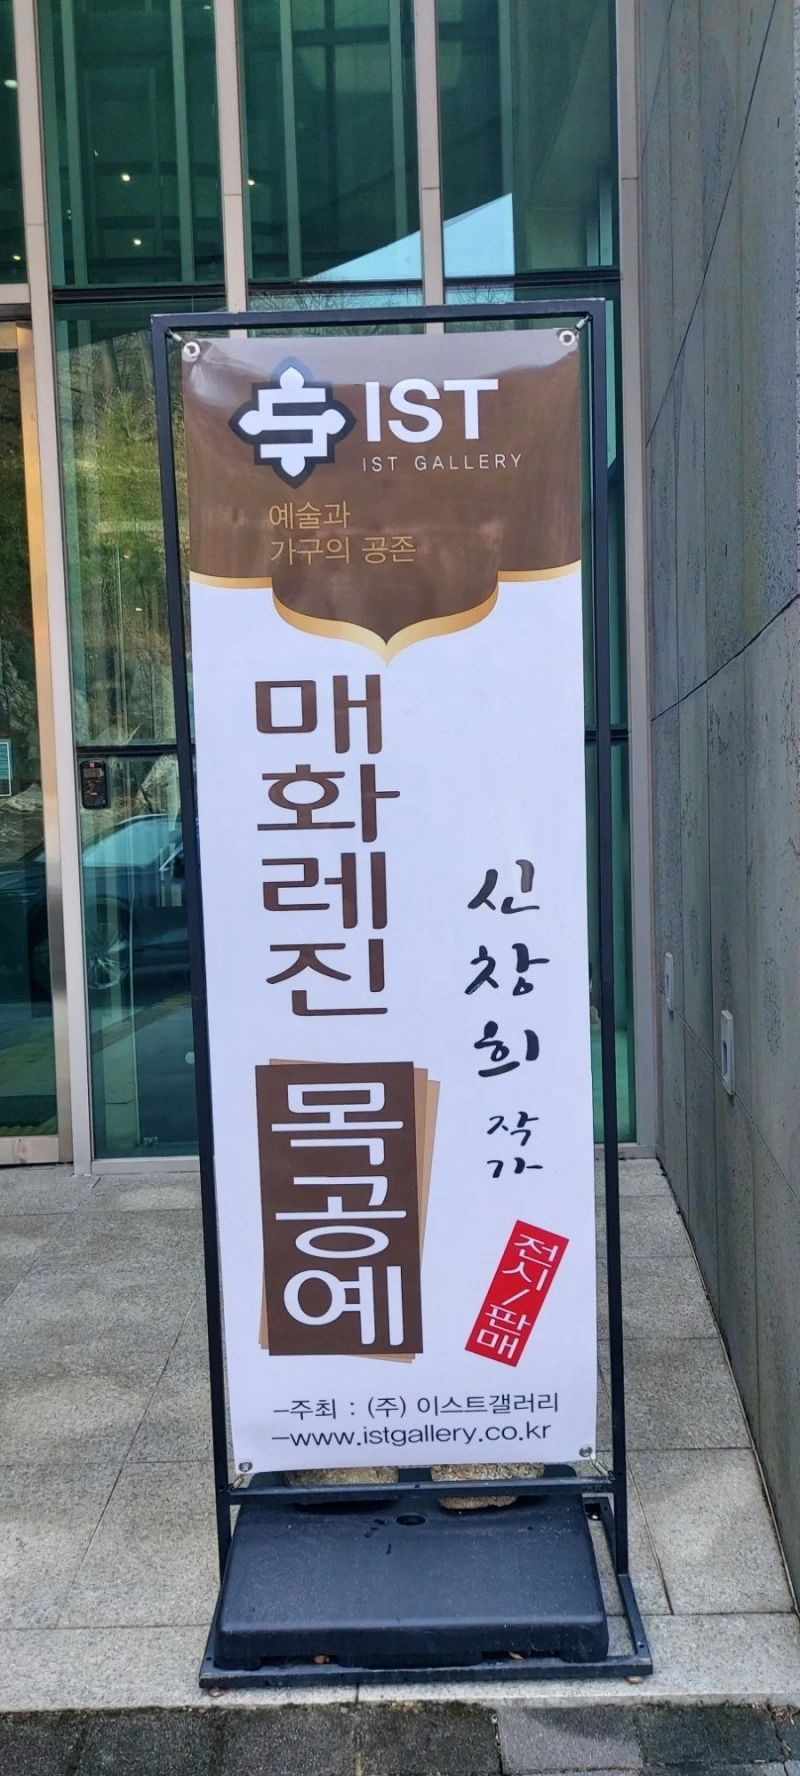 IST
IST GALLERY
예술과
가구의 공존
매화레진
목공예
신창희 작가
전시/판매
-주최 : (주) 이스트갤러리
-www.istgallery.co.kr